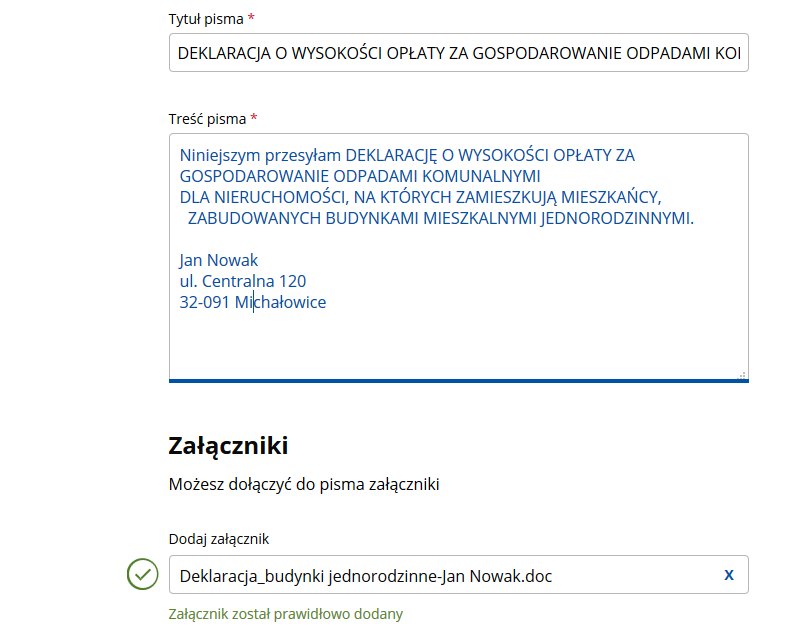 Tytuł pisma *
DEKLARACJA O WYSOKOŚCI OPŁATY ZA GOSPODAROWANIE ODPADAMI KO
Treść pisma *
Niniejszym przesyłam DEKLARACJĘ O WYSOKOŚCI OPŁATY ZA
GOSPODAROWANIE ODPADAMI KOMUNALNYMI
DLA NIERUCHOMOŚCI, NA KTÓRYCH ZAMIESZKUJĄ MIESZKAŃCY,
ZABUDOWANYCH BUDYNKAMI MIESZKALNYMI JEDNORODZINNYMI.
Jan Nowak
ul. Centralna 120
32-091 Michałowice
Załączniki
Możesz dołączyć do pisma załączniki
Dodaj załącznik
Deklaracja_budynki jednorodzinne-Jan Nowak.doc X
Załącznik został prawidłowo dodany